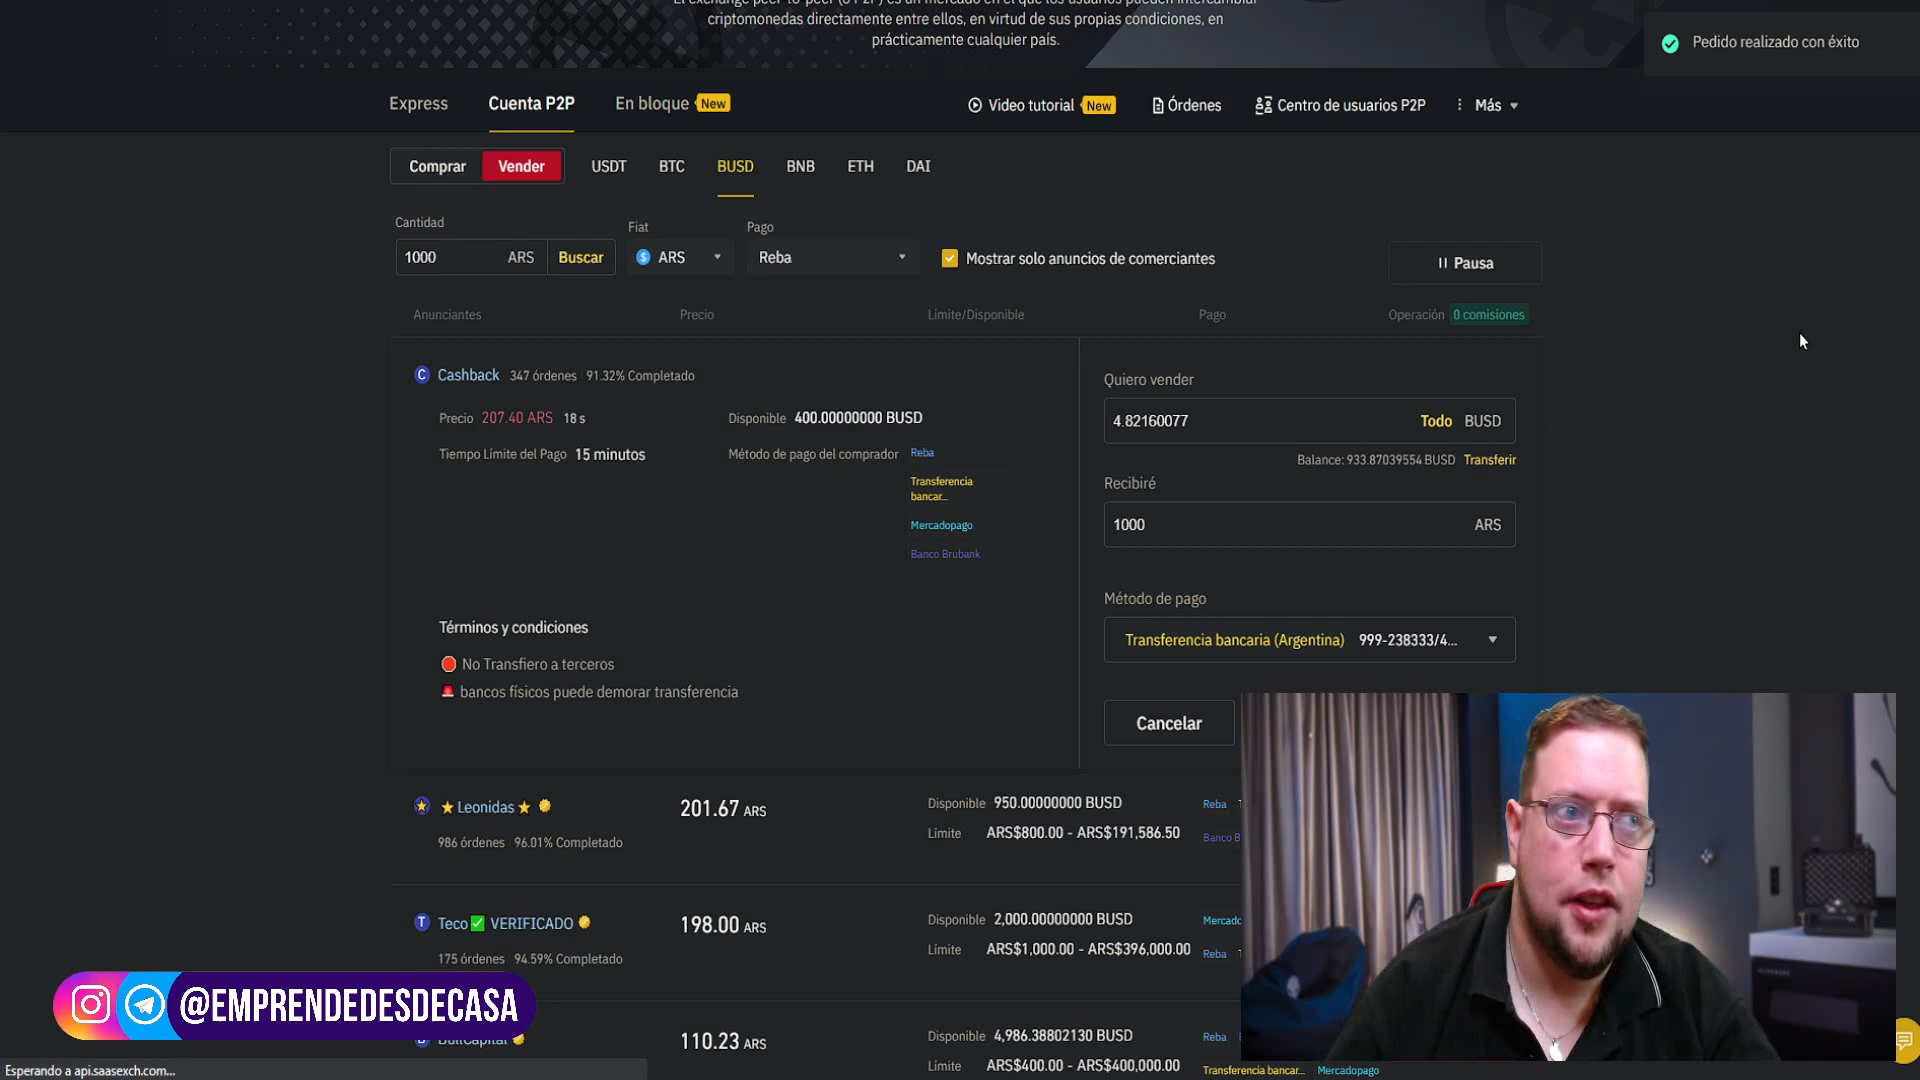 criptomonedas directamente entre ellos, en virtud de sus propias condiciones, en
prácticamente cualquier país.
Pedido realizado con éxito
Express Cuenta P2P En bloque New Video tutorial New Órdenes Centro de usuarios P2P Más
Comprar Vender USDT BTC BUSD BNB ETH DAI
Cantidad Fiat Pago
1000 ARS Buscar ARS Reba Mostrar solo anuncios de comerciantes Pausa
Anunciantes Precio Límite/Disponible Pago Operación 0 comisiones
C Cashback 347 órdenes 91.32% Completado
Precio 207.40 ARS 18 s
Disponible 400.00000000 BUSD
Tiempo Límite del Pago 15 minutos
Método de pago del comprador Reba
Transferencia
bancar...
Mercadopago
Banco Brubank
Términos y condiciones
No Transfiero a terceros
bancos físicos puede demorar transferencia
Quiero vender
4.82160077 Todo BUSD
Balance: 933.87039554 BUSD Transferir
Recibiré
1000 ARS
Método de pago
Transferencia bancaria (Argentina) 999-238333/4...
Cancelar
Leonidas 201.67 ARS Disponible 950.00000000 BUSD Reba
986 órdenes 96.01% Completado Límite ARS$800.00 - ARS$191,586.50 Banco B
T Teco VERIFICADO 198.00 ARS Disponible 2,000.00000000 BUSD Mercado
175 órdenes 94.59% Completado Límite ARS$1,000.00 - ARS$396,000.00 Reba
@EMPRENDEDESDECASA
BullCapital 110.23 ARS Disponible 4,986.38802130 BUSD Reba
Límite ARS$400.00 - ARS$400,000.00
Transferencia bancar... Mercadopago
Esperando a api.saasexch.com...